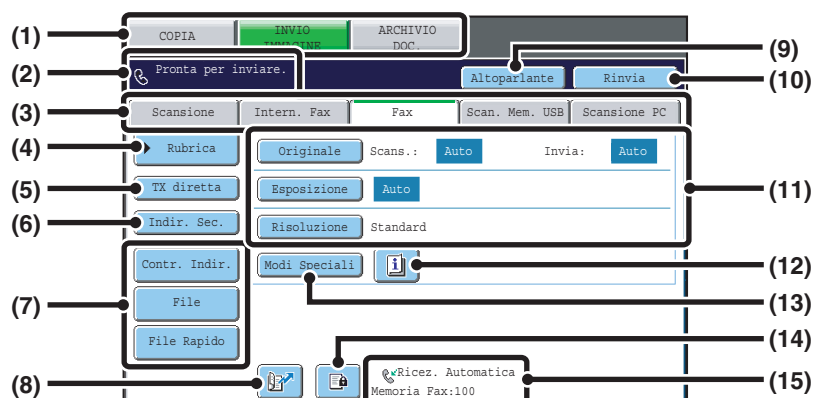 (1) COPIA INVIO IMMAGINE ARCHIVIO DOC.
(2) Pronta per inviare. Altoparlante Rinvia (9) (10)
(3) Scansione Intern. Fax Fax Scan. Mem. USB Scansione PC
(4) Rubrica Originale Scans.: Auto Invia: Auto
(5) TX diretta Esposizione Auto (11)
(6) Indir. Sec. Risoluzione Standard
Contr. Indir. Modi Speciali (12)
(7) File (13)
File Rapido (14)
(8) Ricez. Automatica (15)
Memoria Fax:100